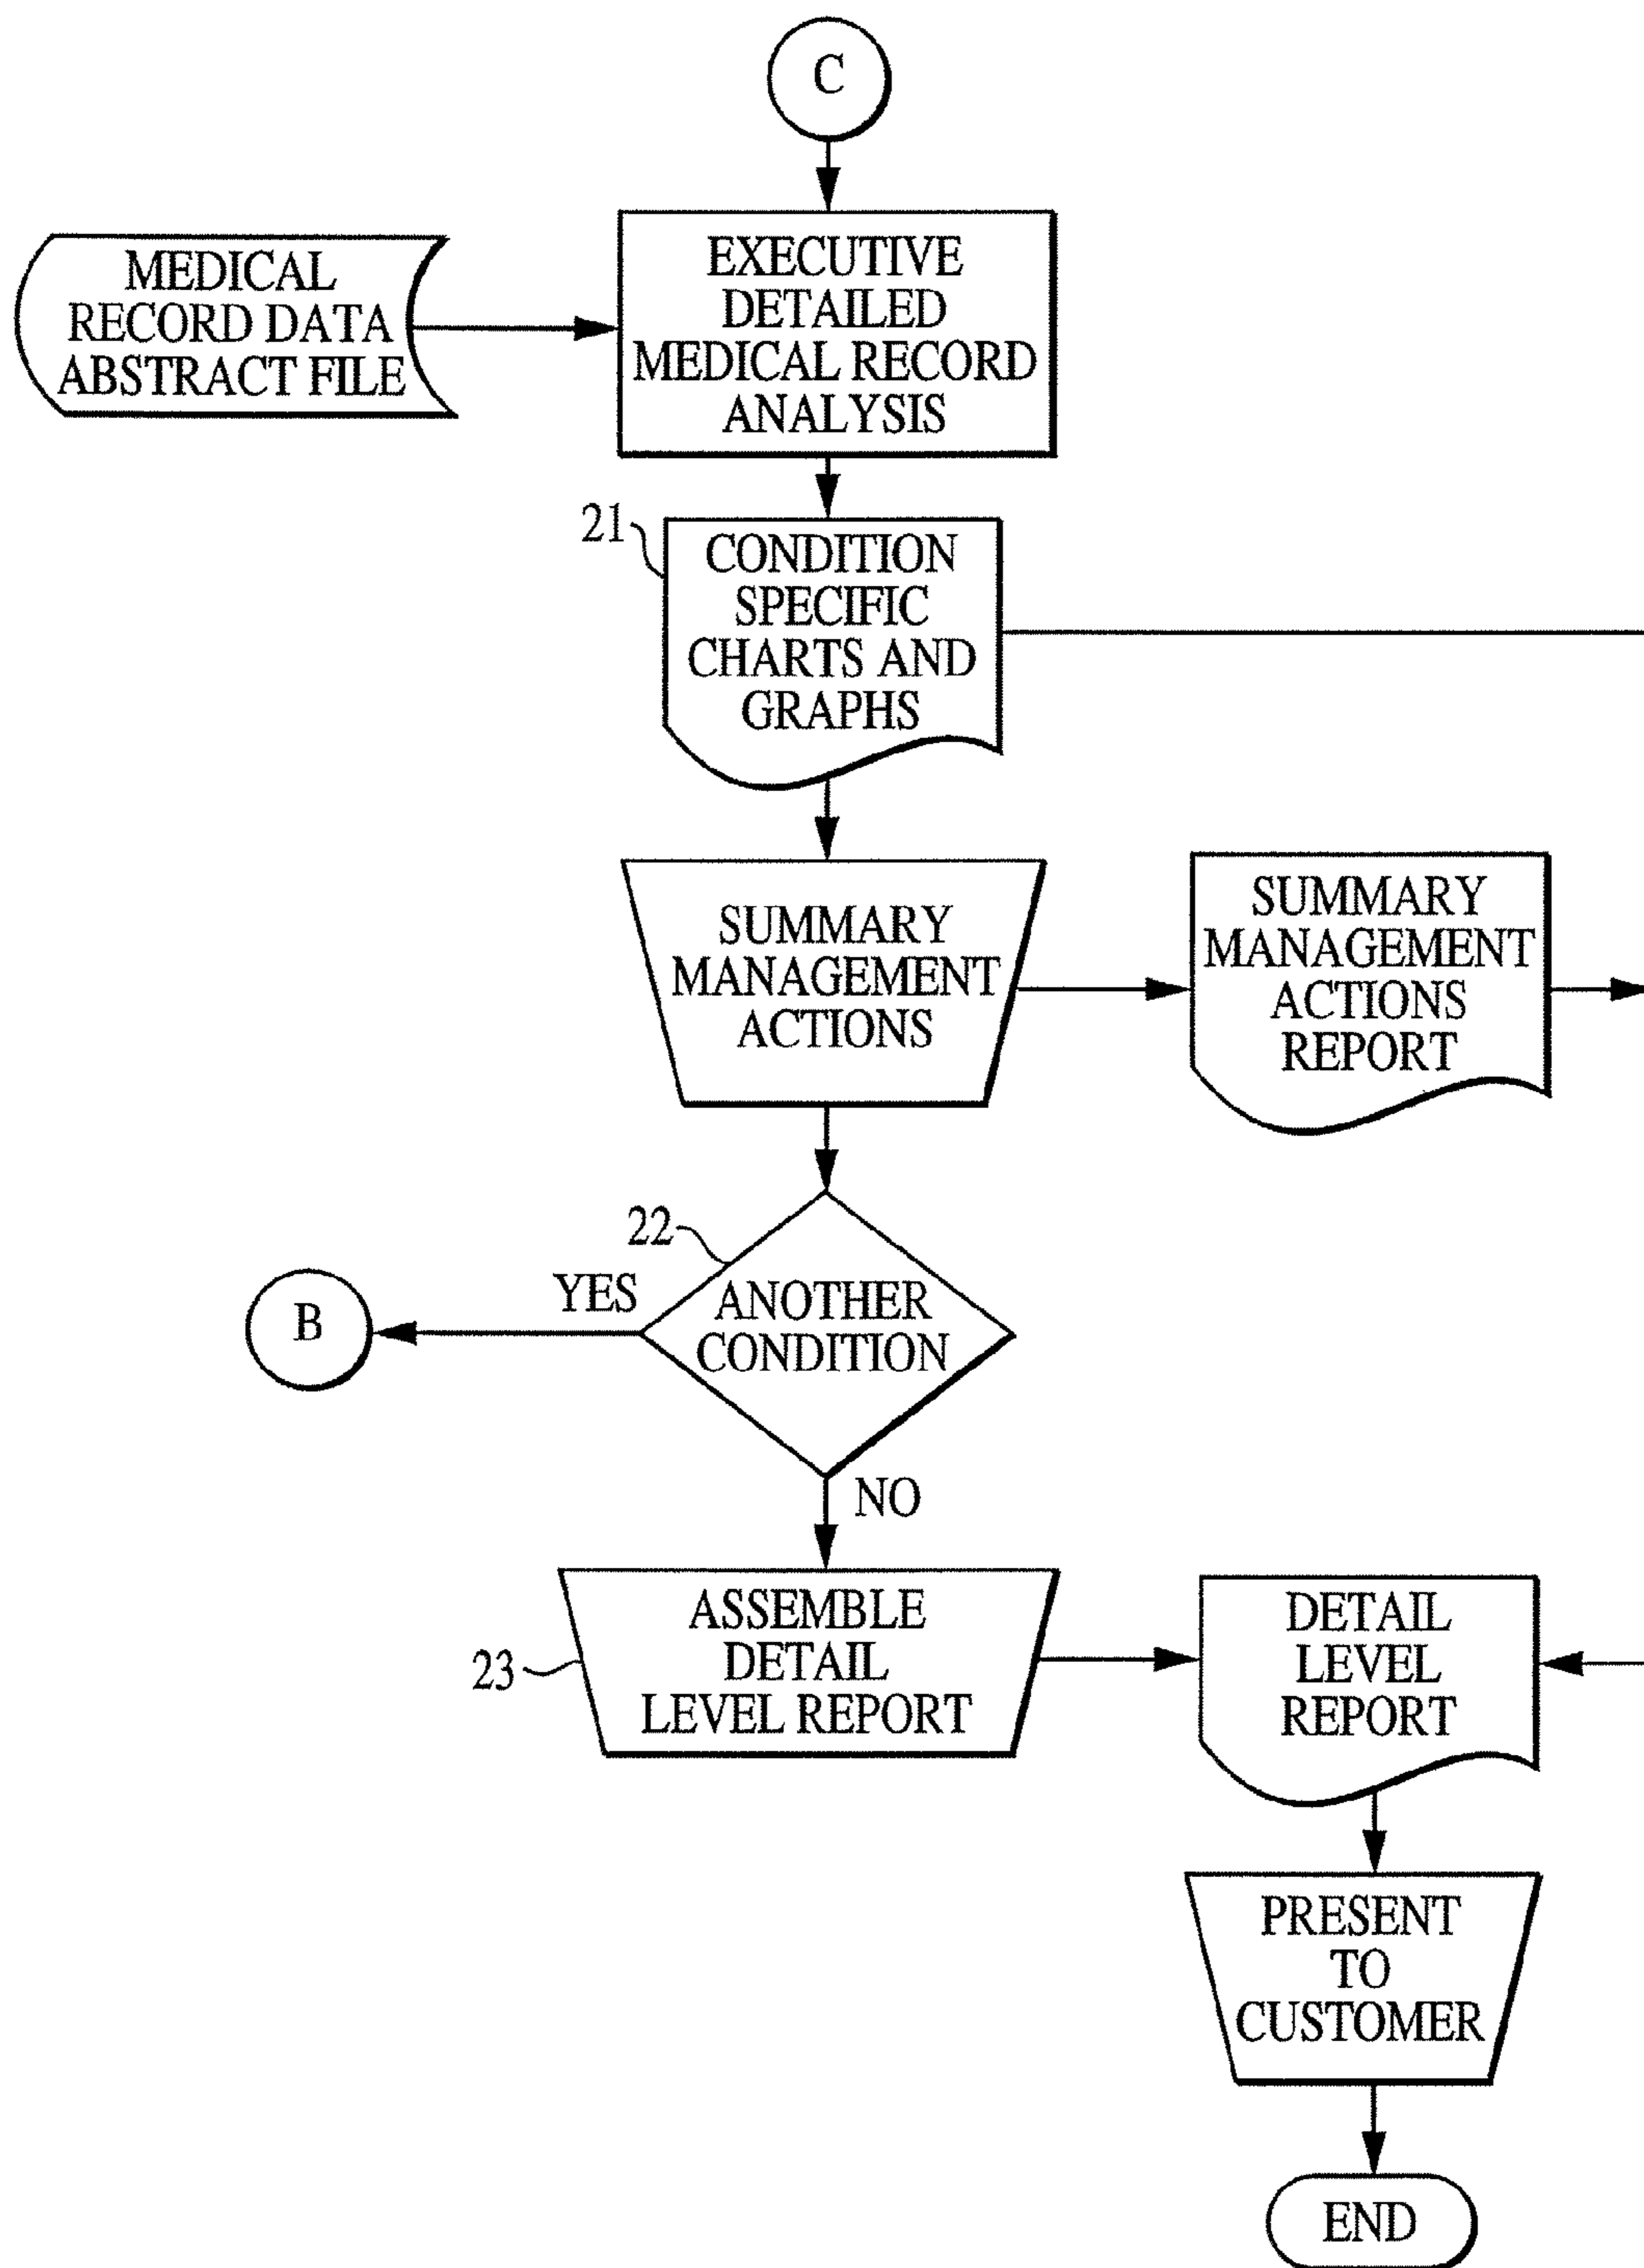 C
MEDICAL
RECORD DATA
ABSTRACT FILE
EXECUTIVE
DETAILED
MEDICAL RECORD
ANALYSIS
21
CONDITION
SPECIFIC
CHARTS AND
GRAPHS
SUMMARY
MANAGEMENT
ACTIONS
SUMMARY
MANAGEMENT
ACTIONS
REPORT
22
ANOTHER
CONDITION
YES
B
NO
23
ASSEMBLE
DETAIL
LEVEL REPORT
DETAIL
LEVEL
REPORT
PRESENT
TO
CUSTOMER
END